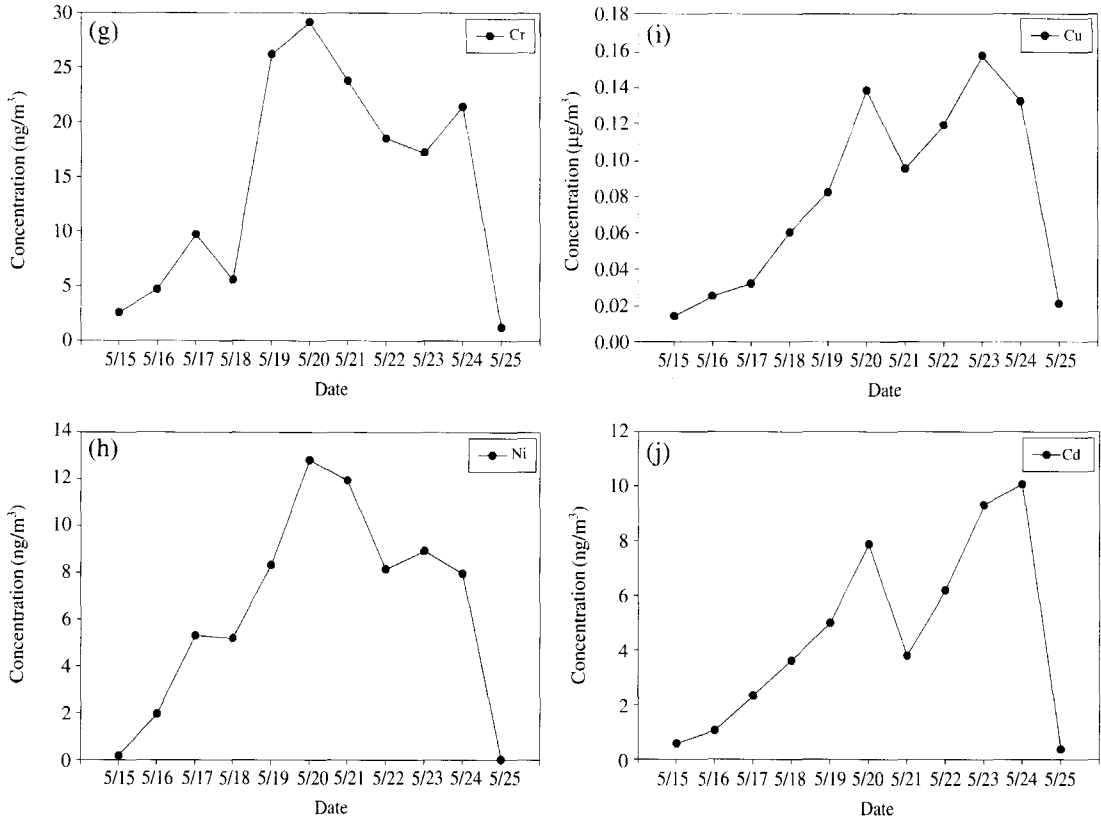 (g)
Cr
Concentration (ng/m³)
30
25
20
15
10
5
0
5/15 5/16 5/17 5/18 5/19 5/20 5/21 5/22 5/23 5/24 5/25
Date
(i)
Cu
Concentration (µg/m³)
0.18
0.16
0.14
0.12
0.10
0.08
0.06
0.04
0.02
0.00
5/15 5/16 5/17 5/18 5/19 5/20 5/21 5/22 5/23 5/24 5/25
Date
(h)
Ni
Concentration (ng/m³)
14
12
10
8
6
4
2
0
5/15 5/16 5/17 5/18 5/19 5/20 5/21 5/22 5/23 5/24 5/25
Date
(j)
Cd
Concentration (ng/m³)
12
10
8
6
4
2
0
5/15 5/16 5/17 5/18 5/19 5/20 5/21 5/22 5/23 5/24 5/25
Date